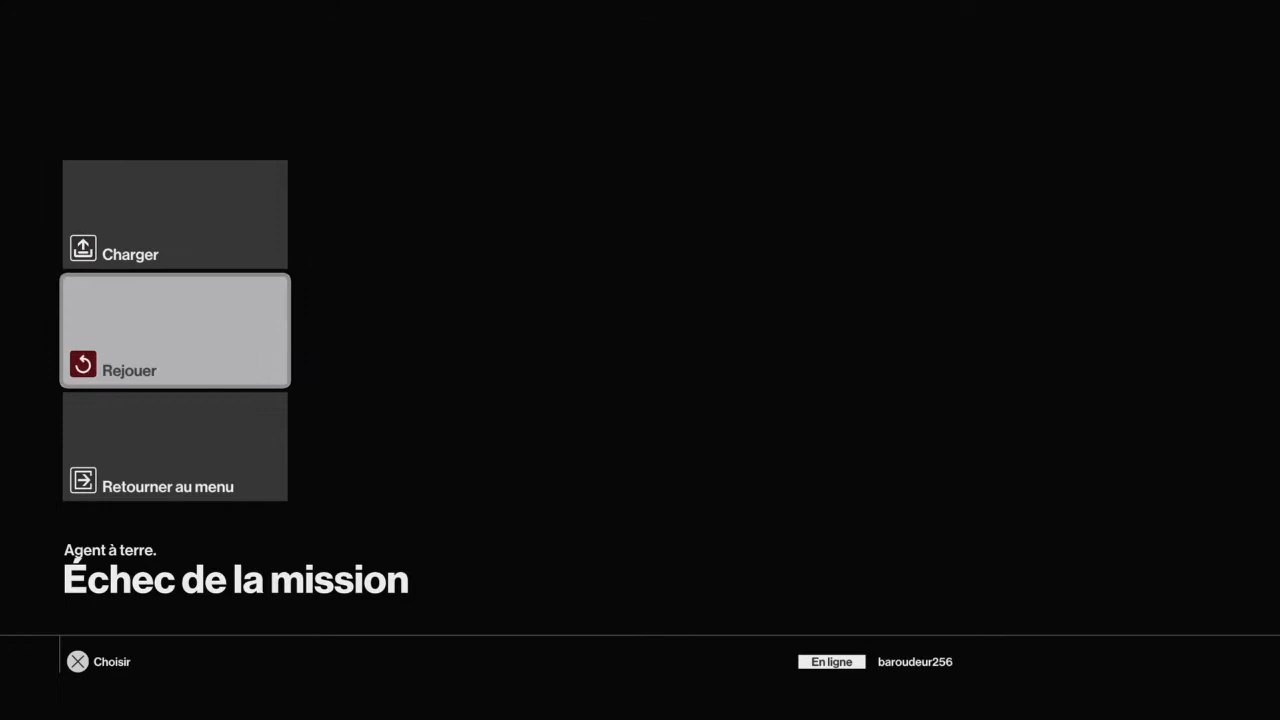 Charger
Rejouer
Retourner au menu
Agent à terre.
Échec de la mission
Choisir
En ligne
baroudeur256